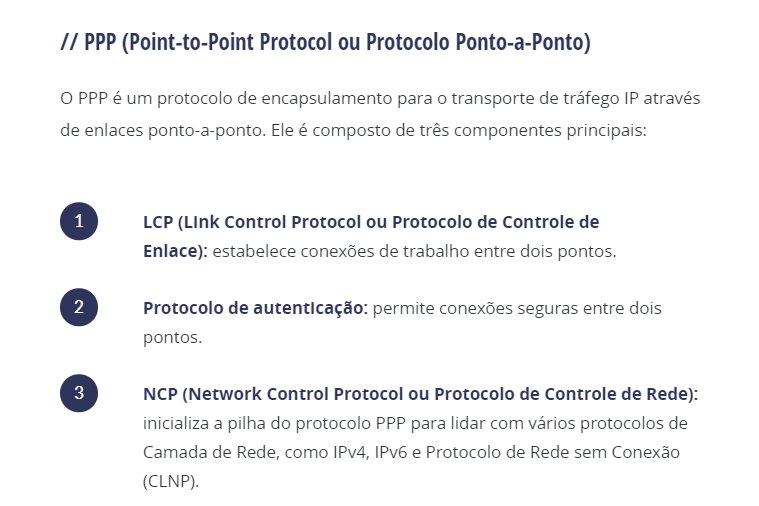 // PPP (Point-to-Point Protocol ou Protocolo Ponto-a-Ponto)
O PPP é um protocolo de encapsulamento para o transporte de tráfego IP através
de enlaces ponto-a-ponto. Ele é composto de três componentes principais:
1 LCP (LInk Control Protocol ou Protocolo de Controle de
Enlace): estabelece conexões de trabalho entre dois pontos.
2 Protocolo de autentIcação: permite conexões seguras entre dois
pontos.
3 NCP (Network Control Protocol ou Protocolo de Controle de Rede):
inicializa a pilha do protocolo PPP para lidar com vários protocolos de
Camada de Rede, como IPv4, IPv6 e Protocolo de Rede sem Conexão
(CLNP).